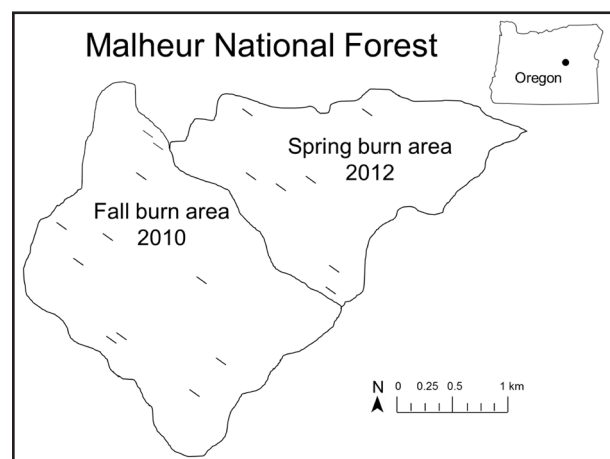 Malheur National Forest
Oregon
Spring burn area
2012
Fall burn area
2010
N
0 0.25 0.5 1 km